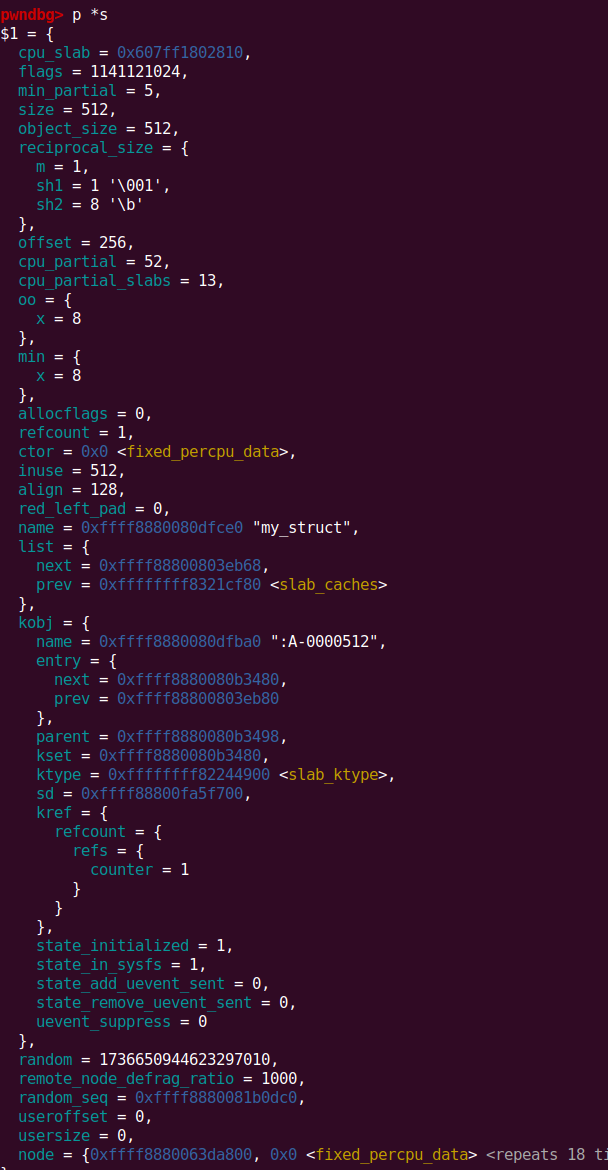 pwndbg> p *s
$1 = {
  cpu_slab = 0x607ff1802810,
  flags = 1141121024,
  min_partial = 5,
  size = 512,
  object_size = 512,
  reciprocal_size = {
    m = 1,
    sh1 = 1 '\001',
    sh2 = 8 '\b'
  },
  offset = 256,
  cpu_partial = 52,
  cpu_partial_slabs = 13,
  oo = {
    x = 8
  },
  min = {
    x = 8
  },
  allocflags = 0,
  refcount = 1,
  ctor = 0x0 <fixed_percpu_data>,
  inuse = 512,
  align = 128,
  red_left_pad = 0,
  name = 0xffff8880080dfce0 "my_struct",
  list = {
    next = 0xffff88800803eb68,
    prev = 0xffffffff8321cf80 <slab_caches>
  },
  kobj = {
    name = 0xffff8880080dfba0 ":A-0000512",
    entry = {
      next = 0xffff8880080b3480,
      prev = 0xffff88800803eb80
    },
    parent = 0xffff8880080b3498,
    kset = 0xffff8880080b3480,
    ktype = 0xffffffff82244900 <slab_ktype>,
    sd = 0xffff88800fa5f700,
    kref = {
      refcount = {
        refs = {
          counter = 1
        }
      }
    },
    state_initialized = 1,
    state_in_sysfs = 1,
    state_add_uevent_sent = 0,
    state_remove_uevent_sent = 0,
    uevent_suppress = 0
  },
  random = 1736650944623297010,
  remote_node_defrag_ratio = 1000,
  random_seq = 0xffff8880081b0dc0,
  useroffset = 0,
  usersize = 0,
  node = {0xffff8880063da800, 0x0 <fixed_percpu_data> <repeats 18 ti